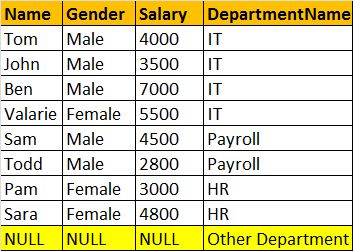 Name Gender Salary DepartmentName
Tom Male 4000 IT
John Male 3500 IT
Ben Male 7000 IT
Valarie Female 5500 IT
Sam Male 4500 Payroll
Todd Male 2800 Payroll
Pam Female 3000 HR
Sara Female 4800 HR
NULL NULL NULL Other Department